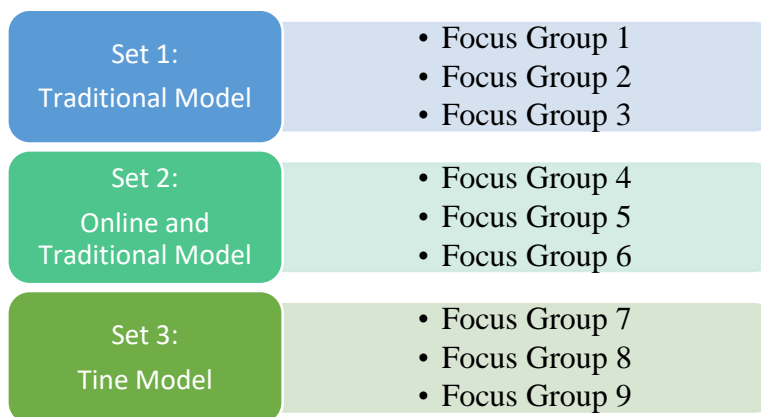 Set 1:
Traditional Model
• Focus Group 1
• Focus Group 2
• Focus Group 3
Set 2:
Online and
Traditional Model
• Focus Group 4
• Focus Group 5
• Focus Group 6
Set 3:
Tine Model
• Focus Group 7
• Focus Group 8
• Focus Group 9